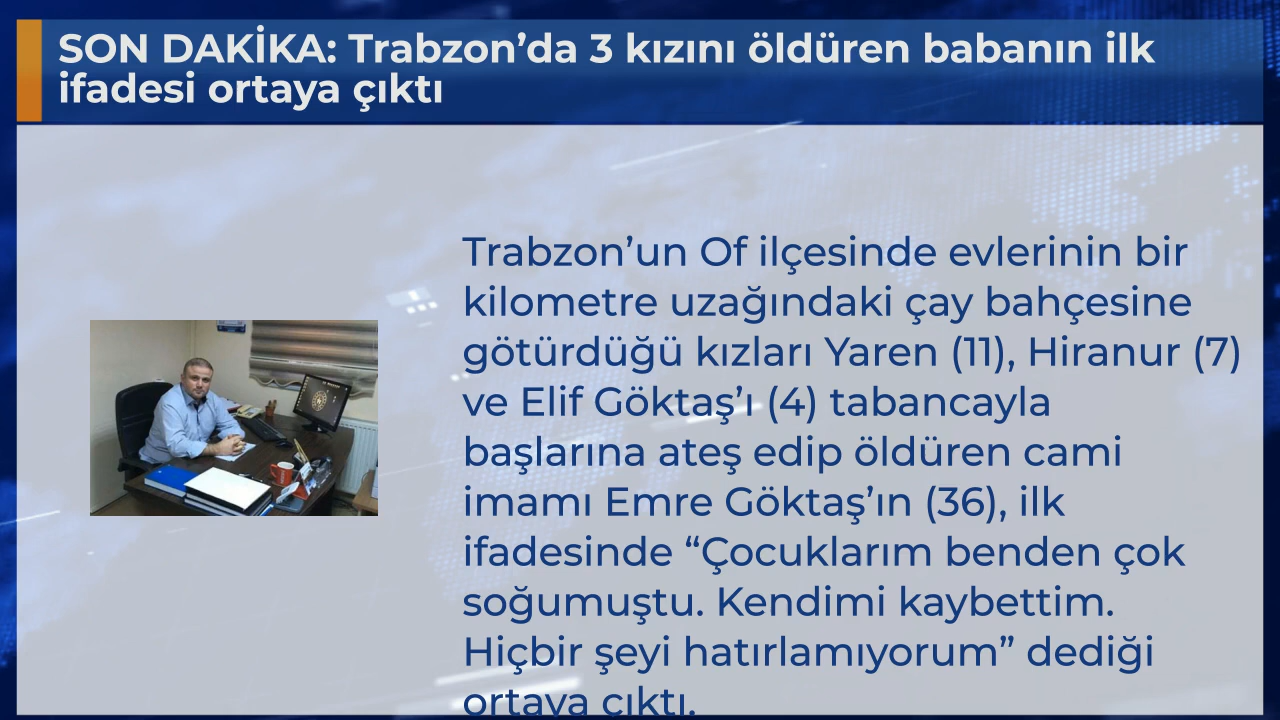 SON DAKİKA: Trabzon’da 3 kızını öldüren babanın ilk
ifadesi ortaya çıktı
Trabzon’un Of ilçesinde evlerinin bir
kilometre uzağındaki çay bahçesine
götürdüğü kızları Yaren (11), Hiranur (7)
ve Elif Göktaş’ı (4) tabancayla
başlarına ateş edip öldüren cami
imamı Emre Göktaş’ın (36), ilk
ifadesinde “Çocuklarım benden çok
soğumuştu. Kendimi kaybettim.
Hiçbir şeyi hatırlamıyorum” dediği
ortaya çıktı.